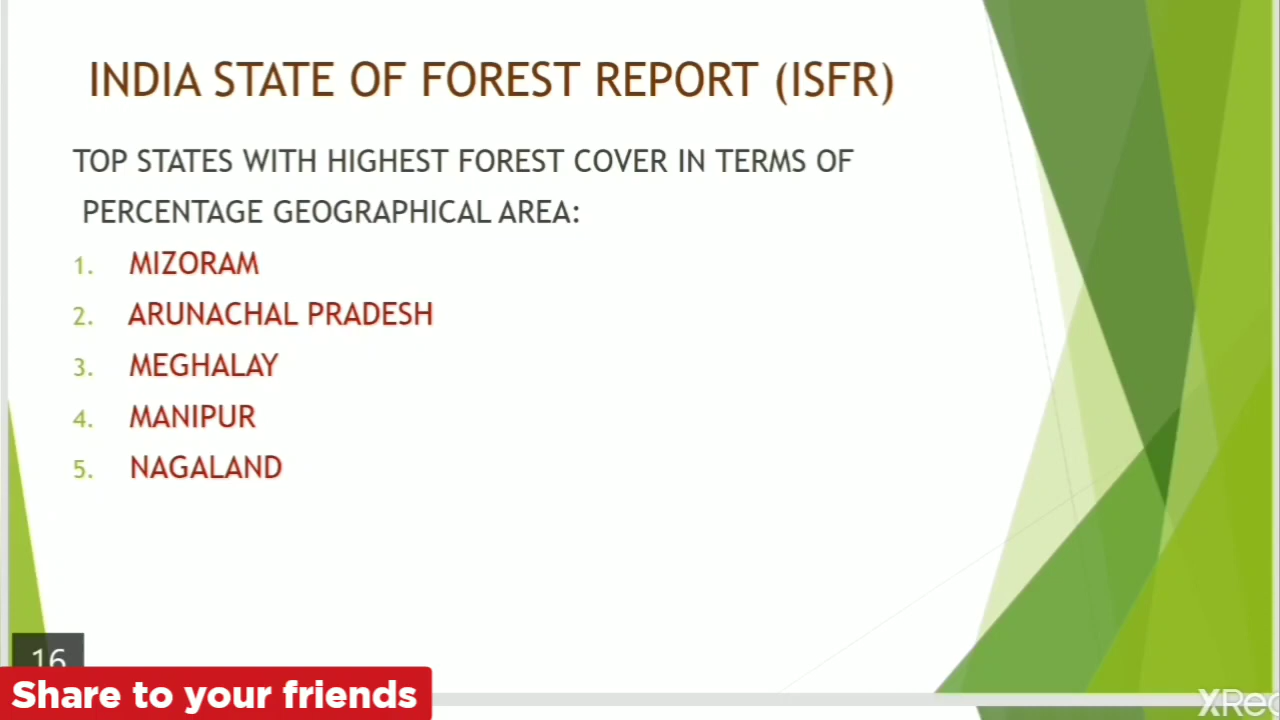 INDIA STATE OF FOREST REPORT (ISFR)
TOP STATES WITH HIGHEST FOREST COVER IN TERMS OF
PERCENTAGE GEOGRAPHICAL AREA:
1. MIZORAM
2. ARUNACHAL PRADESH
3. MEGHALAY
4. MANIPUR
5. NAGALAND
16
Share to your friends